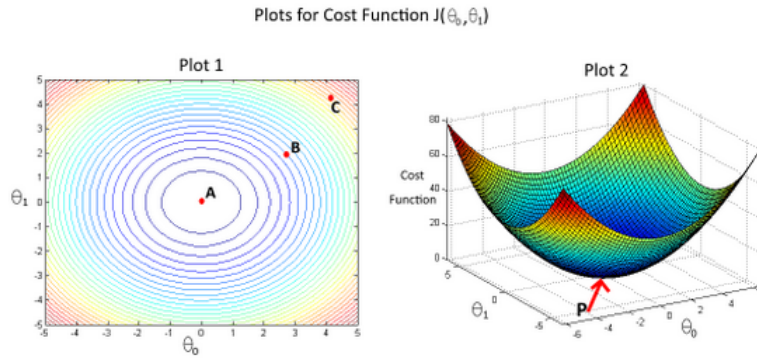 Plots for Cost Function J(θ₀,θ₁)
Plot 1
5
4
3
2
1
0
-1
-2
-3
-4
-5
θ₁
C
B
A
-5 -4 -3 -2 -1 0 1 2 3 4 5
θ₀
Plot 2
80
60
40
20
0
Cost
Function
5
0
-5
θ₁
P
-6 -4 -2 0 2 4
θ₀